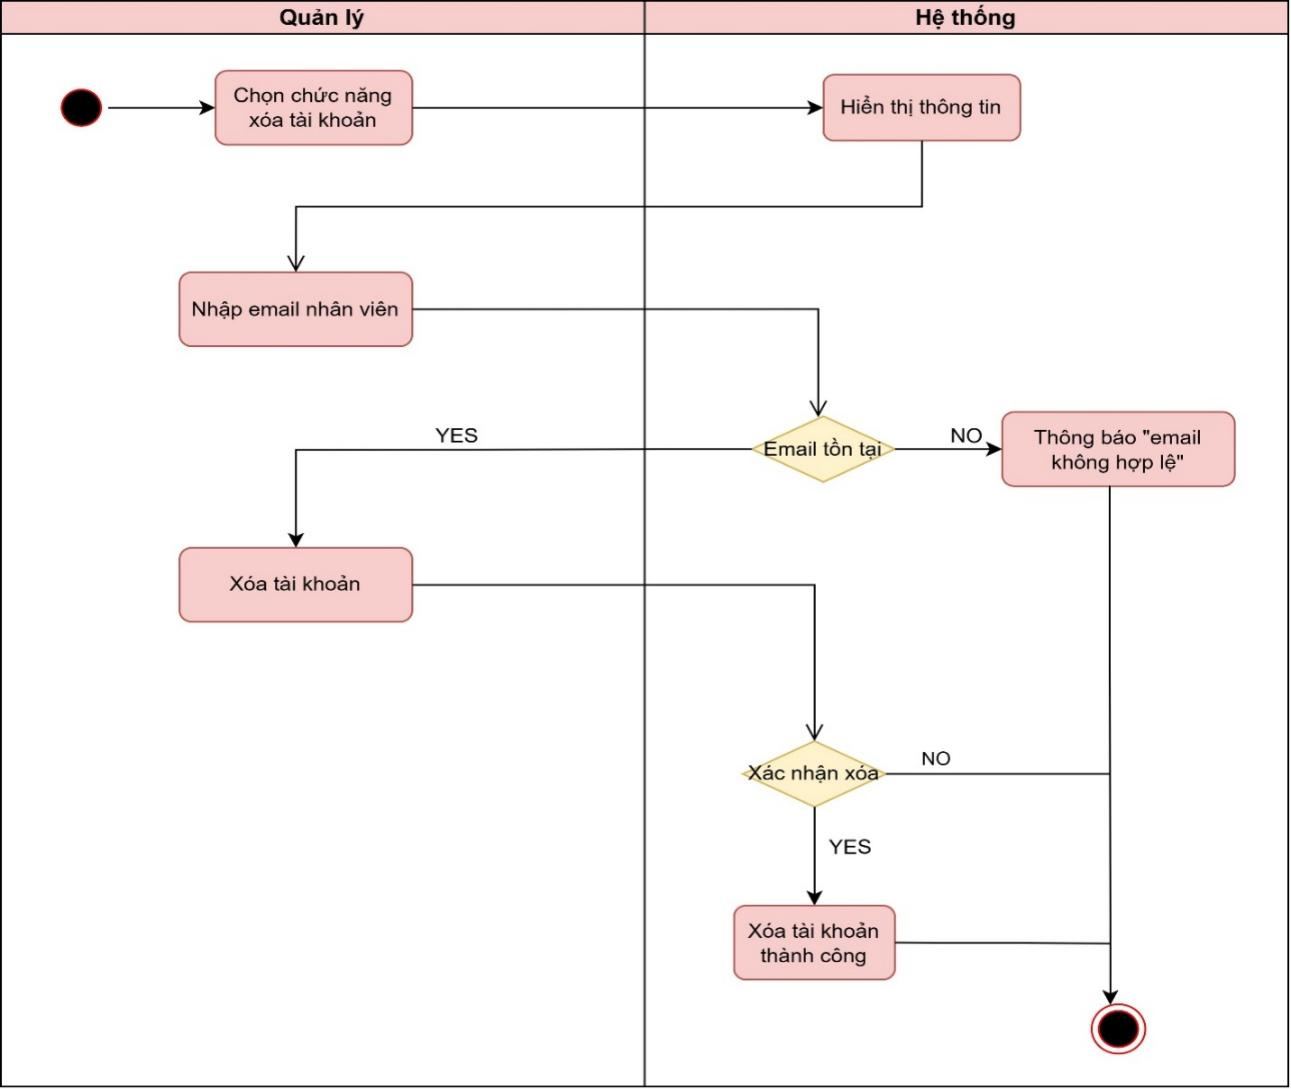 Quản lý
Hệ thống
Chọn chức năng
xóa tài khoản
Hiển thị thông tin
Nhập email nhân viên
YES
Email tồn tại
NO
Thông báo "email
không hợp lệ"
Xóa tài khoản
Xác nhận xóa
NO
YES
Xóa tài khoản
thành công